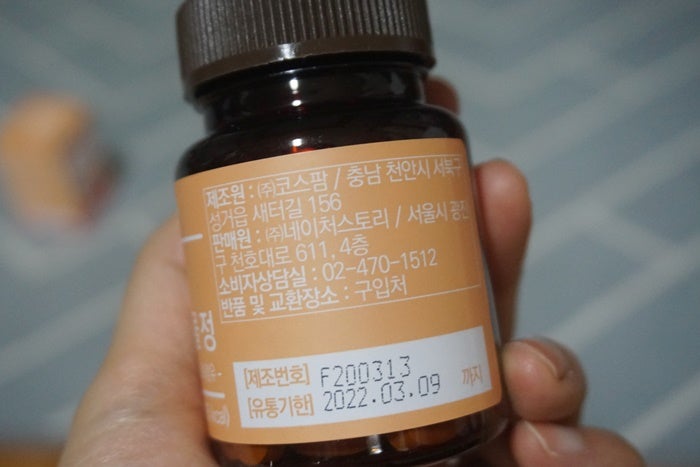 제조원 : ㈜코스팜 / 충남 천안시 서북구
성거읍 새터길 156
판매원 : ㈜네이처스토리 / 서울시 광진
구 천호대로 611, 4층
소비자상담실 : 02-470-1512
반품 및 교환장소 : 구입처
정
[제조번호] F200313
[유통기한] 2022.03.09 까지